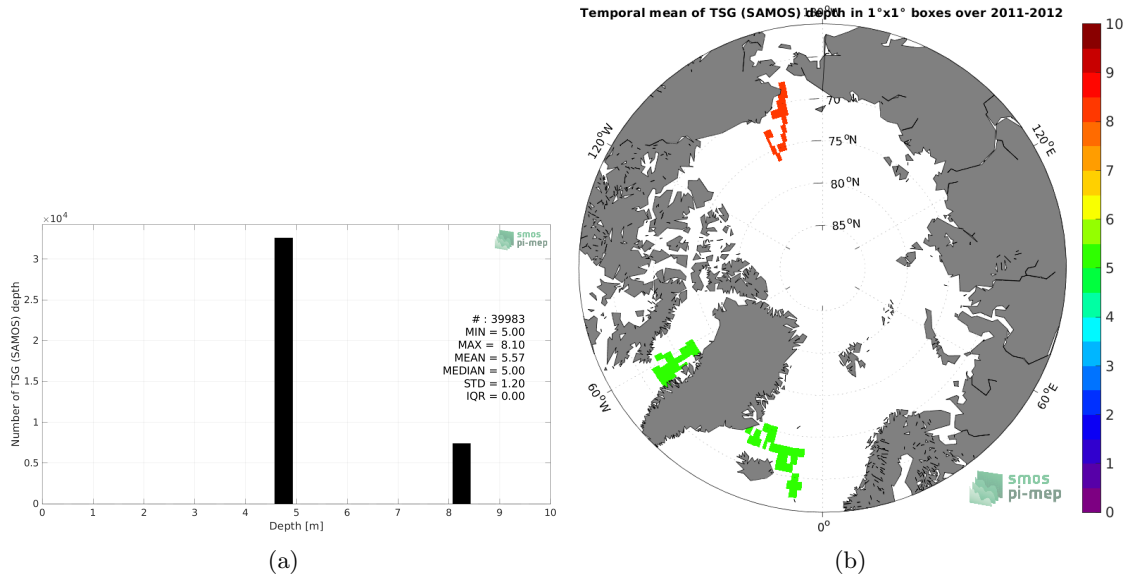 ×10⁴
3
2.5
2
1.5
1
0.5
0
Number of TSG (SAMOS) depth
smos
pi-mep
# : 39983
MIN = 5.00
MAX = 8.10
MEAN = 5.57
MEDIAN = 5.00
STD = 1.20
IQR = 0.00
0 1 2 3 4 5 6 7 8 9 10
Depth [m]
(a)
Temporal mean of TSG (SAMOS) depth in 1°x1° boxes over 2011-2012
180°W
120°W
120°E
70°N
75°N
80°N
85°N
60°W
60°E
0°
smos
pi-mep
10
9
8
7
6
5
4
3
2
1
0
(b)